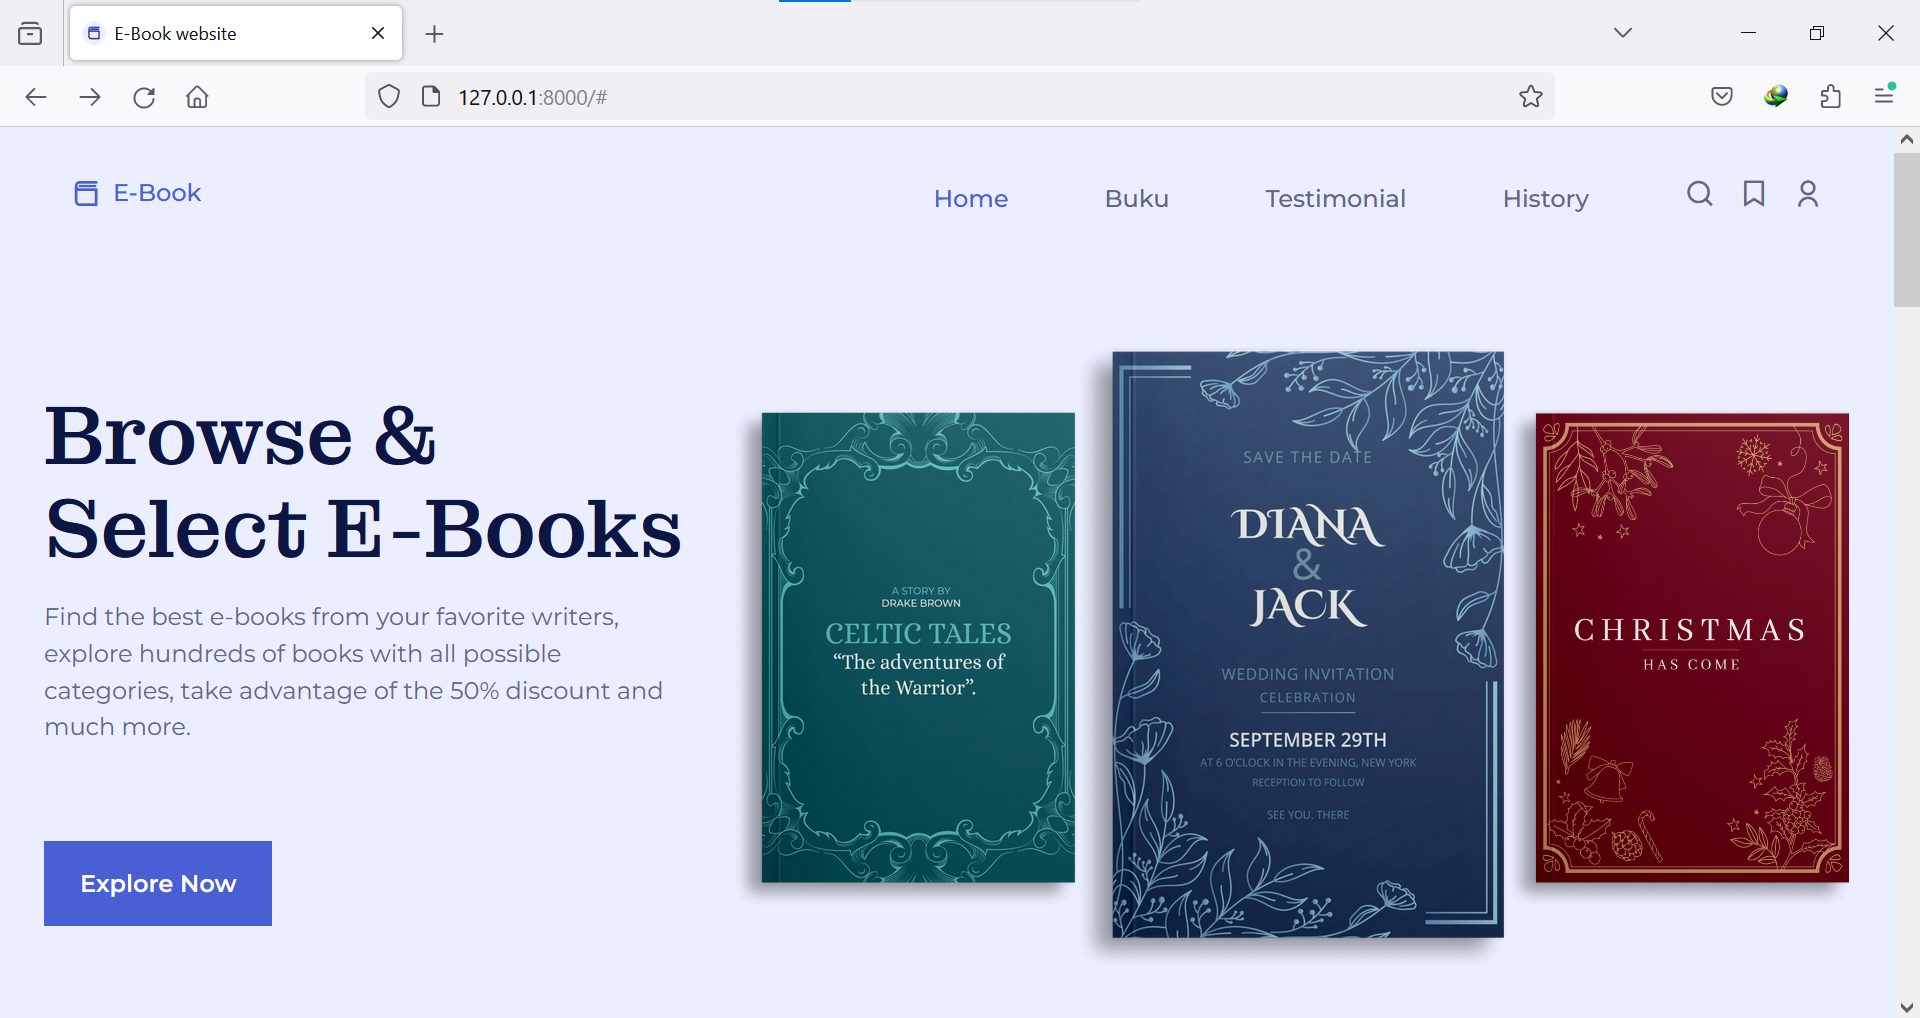 E-Book website
127.0.0.1:8000/#
E-Book
Home
Buku
Testimonial
History
Browse &
Select E-Books
Find the best e-books from your favorite writers,
explore hundreds of books with all possible
categories, take advantage of the 50% discount and
much more.
Explore Now
A STORY BY
DRAKE BROWN
CELTIC TALES
“The adventures of
the Warrior”.
SAVE THE DATE
DIANA
&
JACK
WEDDING INVITATION
CELEBRATION
SEPTEMBER 29TH
AT 6 O'CLOCK IN THE EVENING, NEW YORK
RECEPTION TO FOLLOW
SEE YOU. THERE
CHRISTMAS
HAS COME